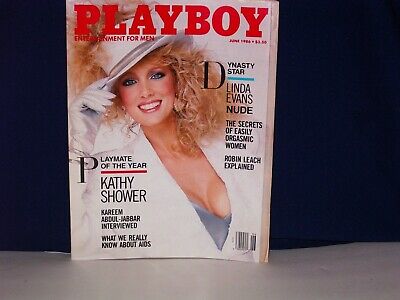 PLAYBOY
ENTERTAINMENT FOR MEN
JUNE 1986 • $3.50
DYNASTY
STAR
LINDA
EVANS
NUDE
THE SECRETS
OF EASILY
ORGASMIC
WOMEN
ROBIN LEACH
EXPLAINED
PLAYMATE
OF THE YEAR
KATHY
SHOWER
KAREEM
ABDUL-JABBAR
INTERVIEWED
WHAT WE REALLY
KNOW ABOUT AIDS